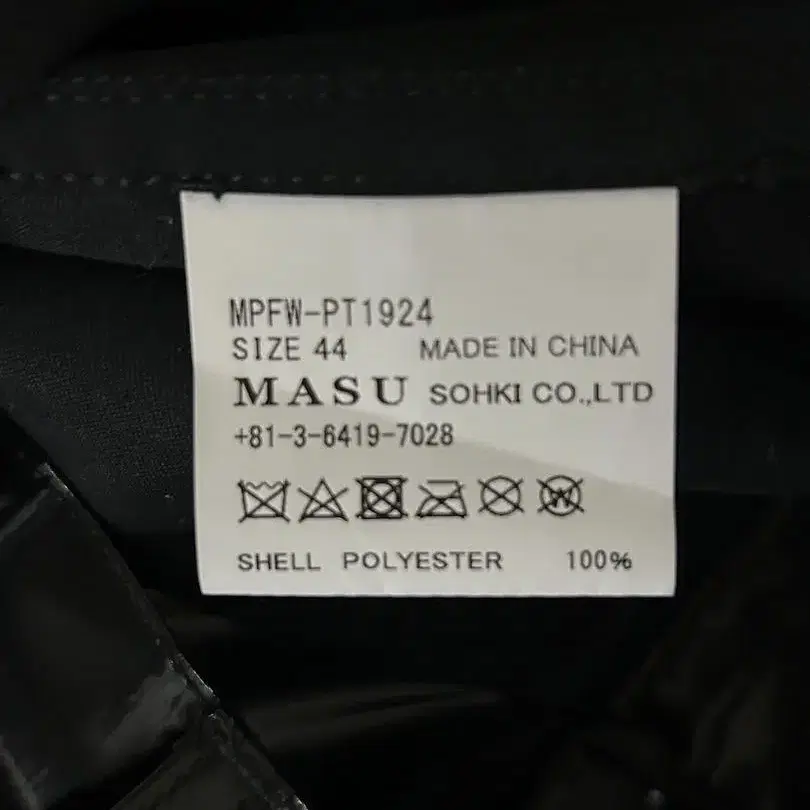 MPFW-PT1924
SIZE 44 MADE IN CHINA
MASU SOHKI CO.,LTD
+81-3-6419-7028
W
SHELL POLYESTER 100%